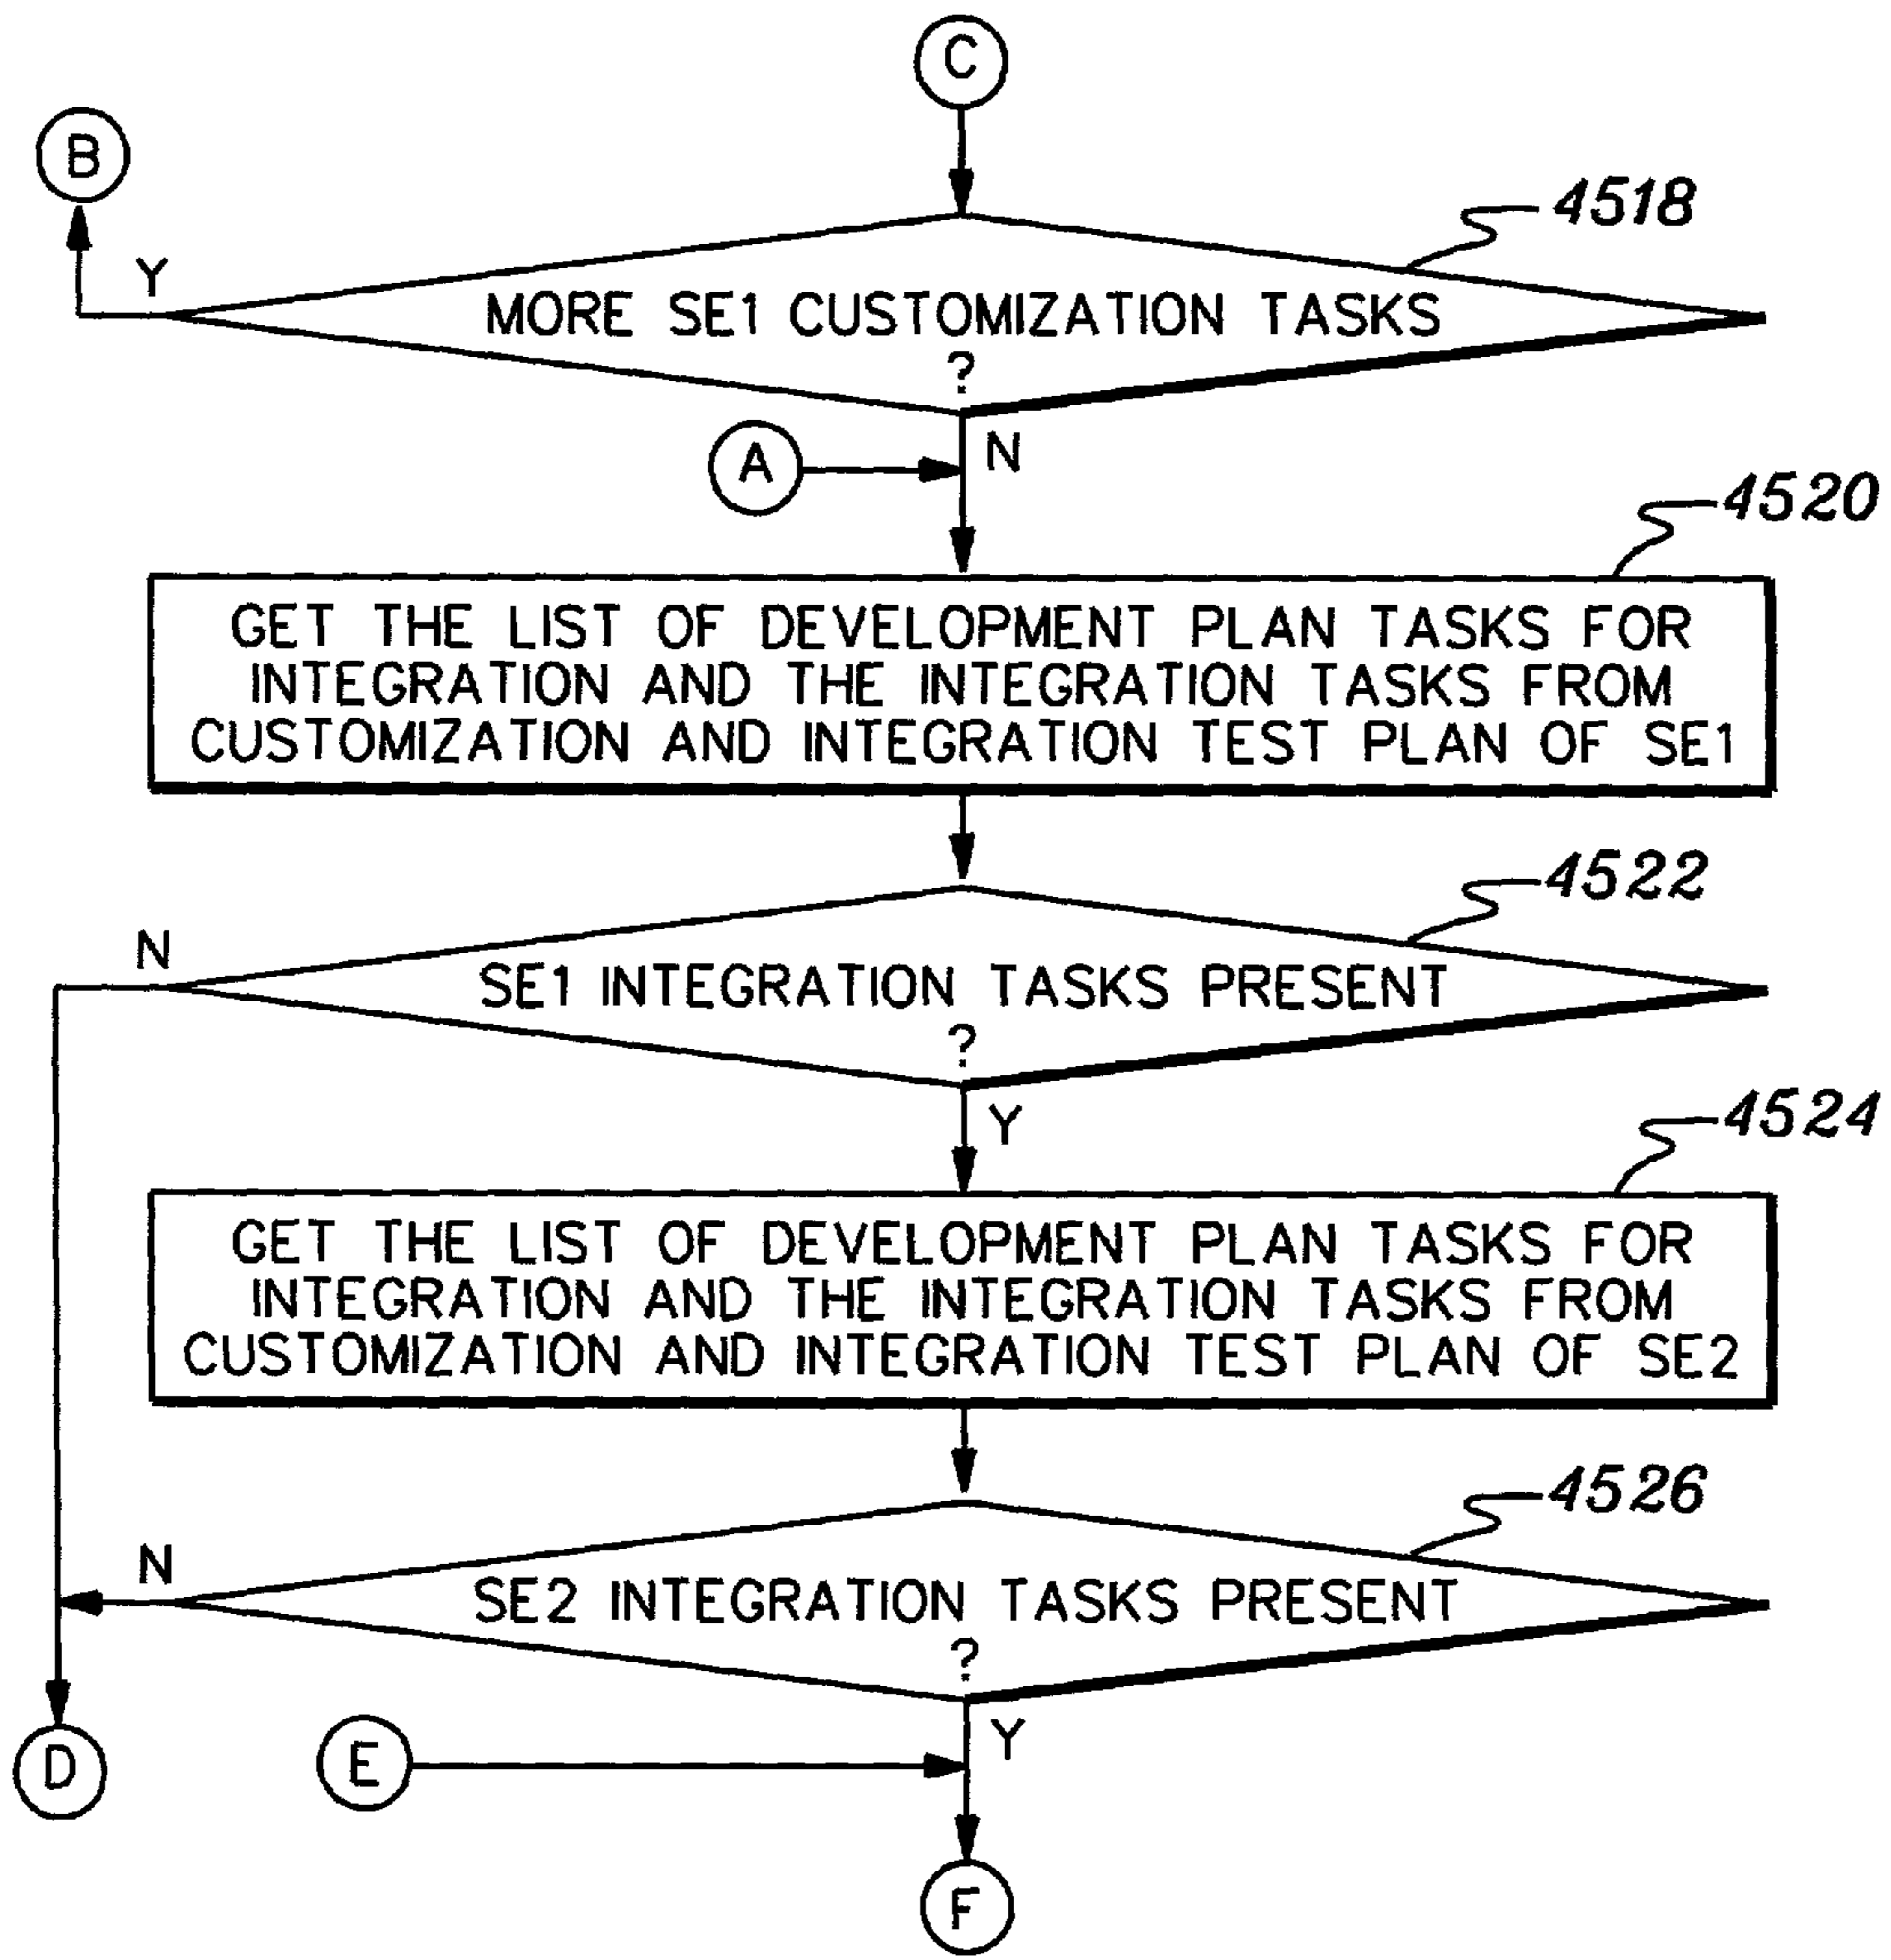 C
B
4518
Y
MORE SE1 CUSTOMIZATION TASKS
?
N
A
4520
GET THE LIST OF DEVELOPMENT PLAN TASKS FOR
INTEGRATION AND THE INTEGRATION TASKS FROM
CUSTOMIZATION AND INTEGRATION TEST PLAN OF SE1
4522
N
SE1 INTEGRATION TASKS PRESENT
?
Y
4524
GET THE LIST OF DEVELOPMENT PLAN TASKS FOR
INTEGRATION AND THE INTEGRATION TASKS FROM
CUSTOMIZATION AND INTEGRATION TEST PLAN OF SE2
4526
N
SE2 INTEGRATION TASKS PRESENT
?
Y
D
E
F